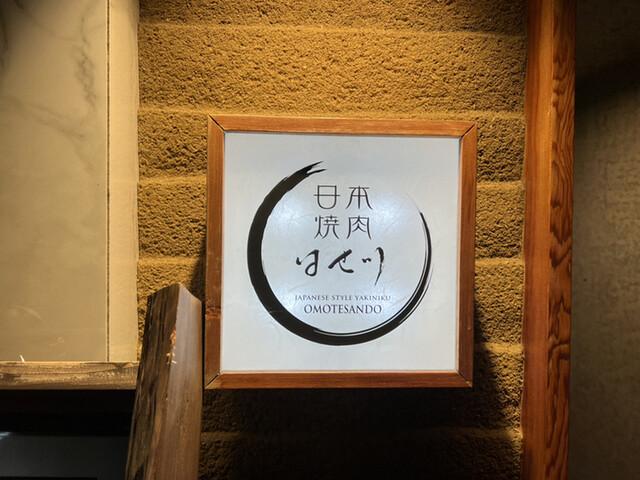 日本
焼肉
はせ川
JAPANESE STYLE YAKINIKU
OMOTESANDO